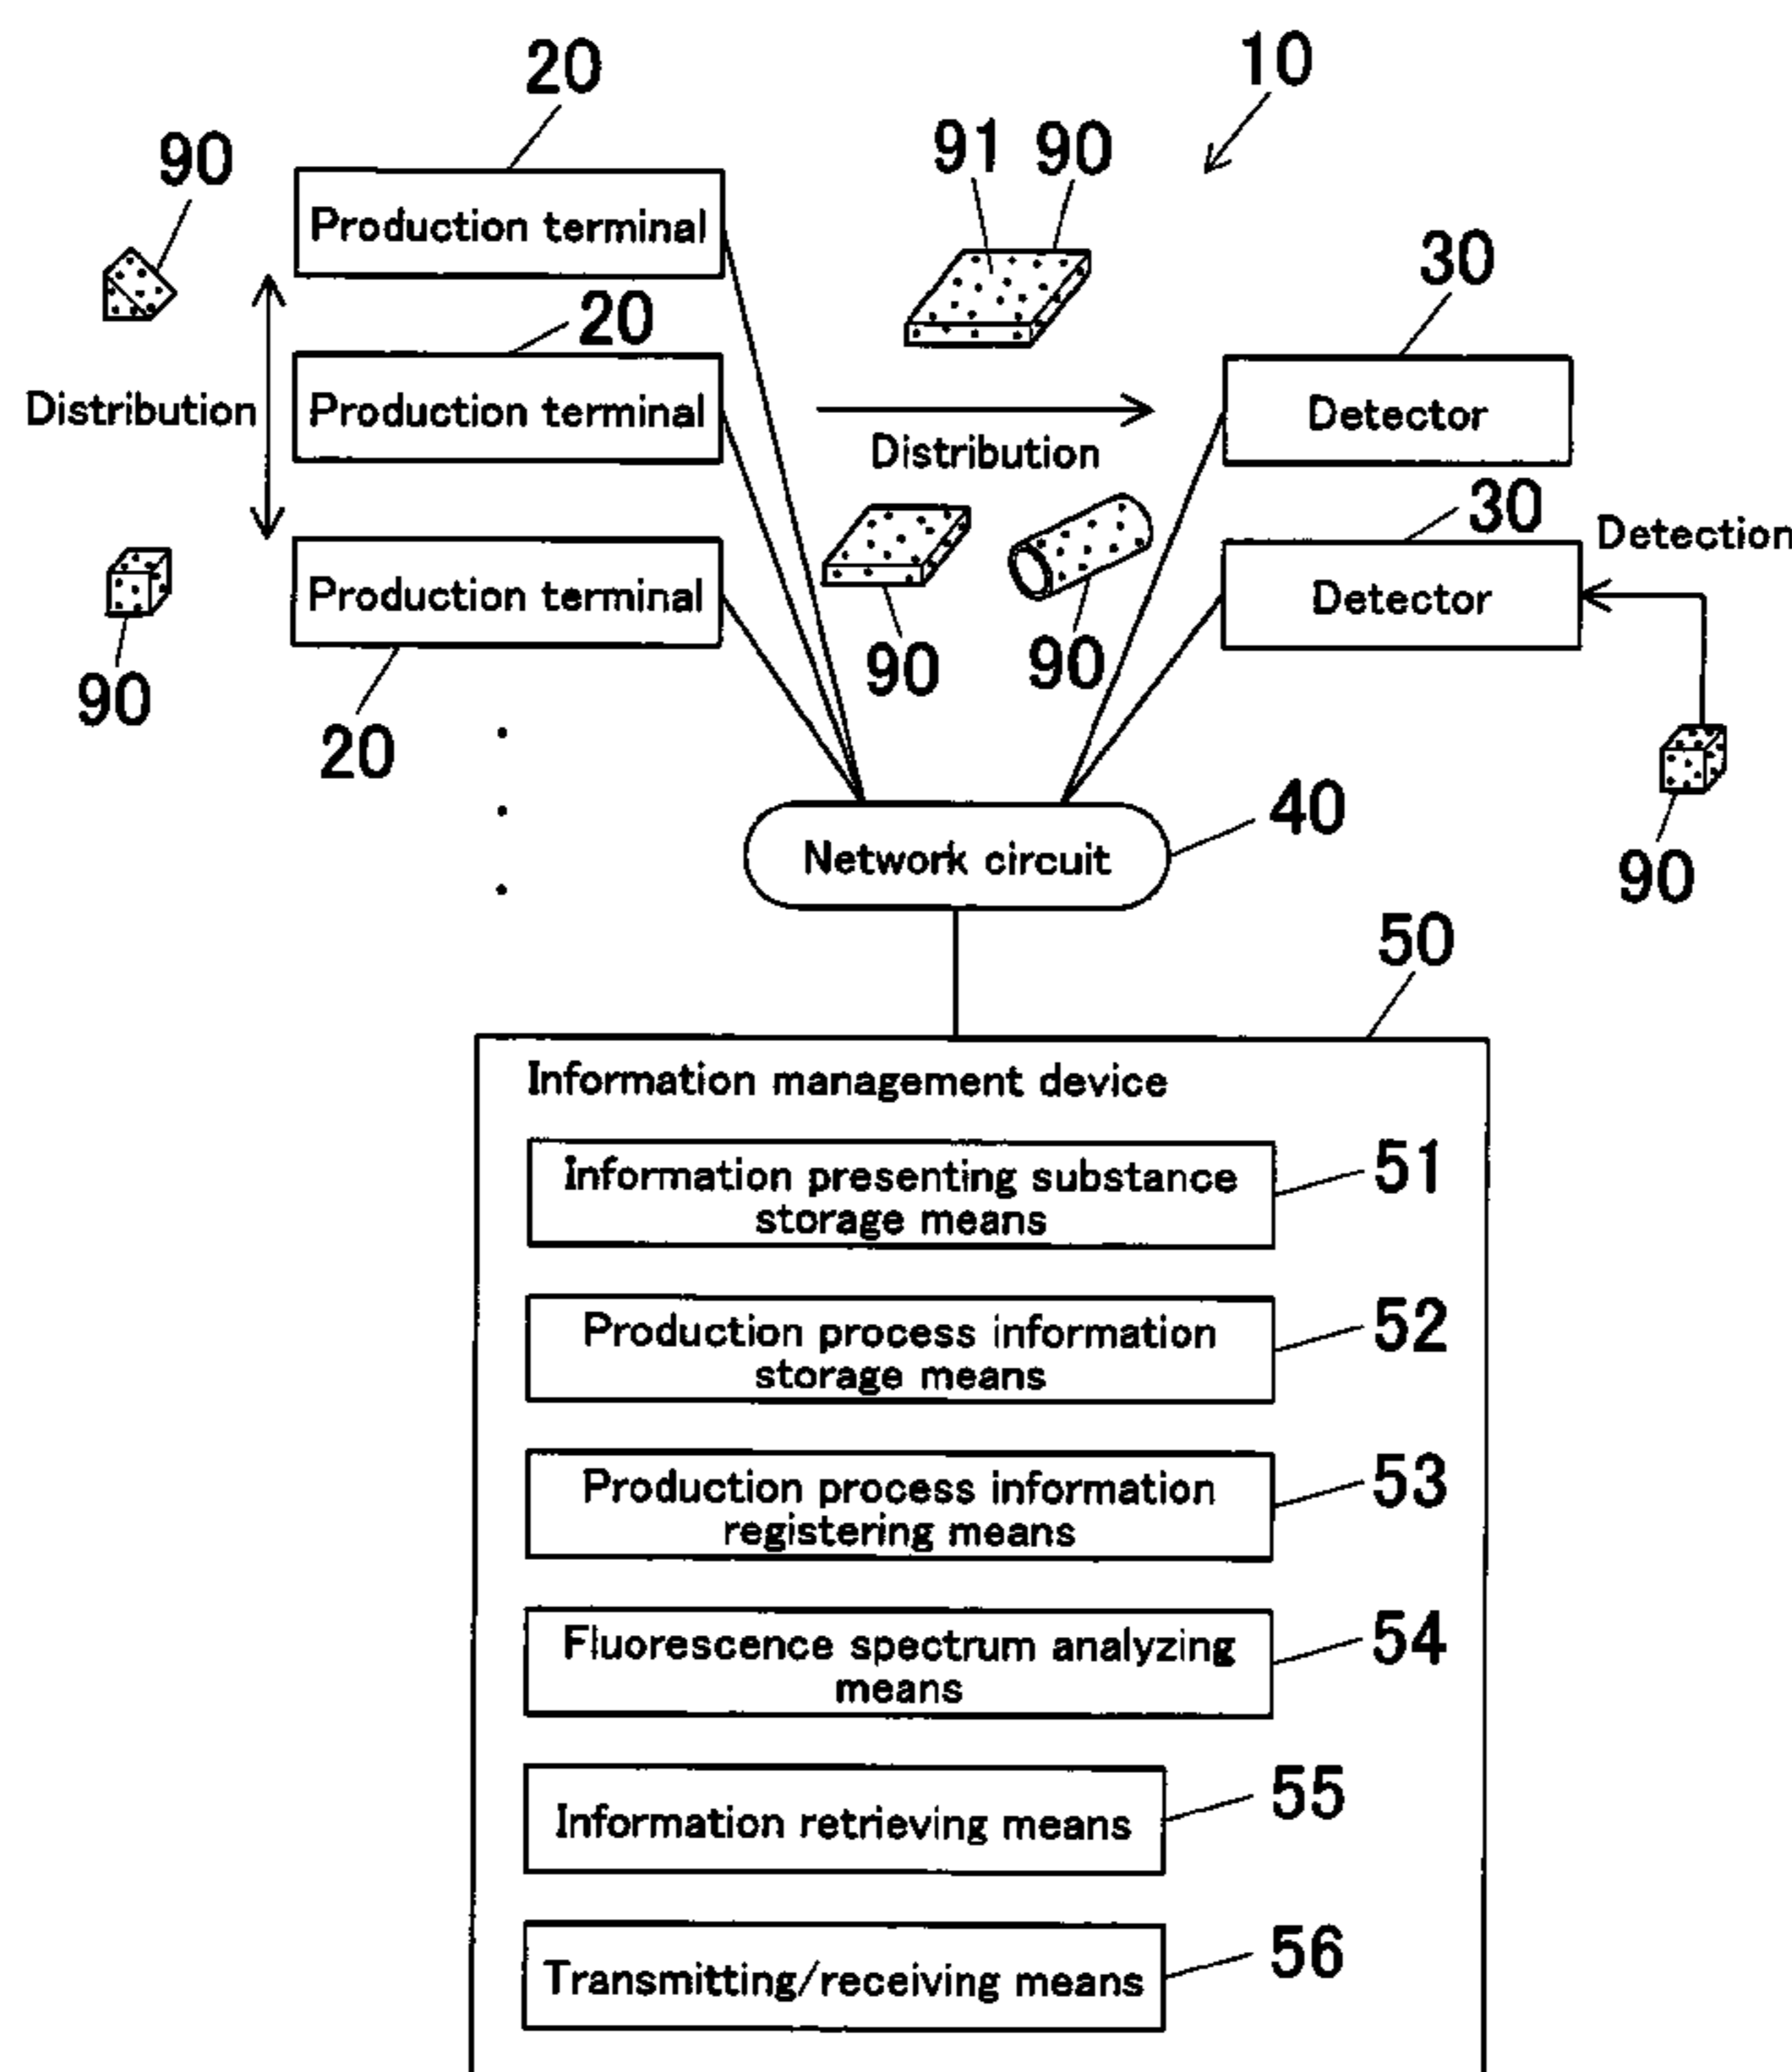 20
10
90
91 90
Production terminal
30
20
Distribution
Production terminal
Detector
Distribution
30
Detection
Production terminal
Detector
90
90
90
20
40
Network circuit
90
50
Information management device
Information presenting substance
storage means
51
Production process information
storage means
52
Production process information
registering means
53
Fluorescence spectrum analyzing
means
54
Information retrieving means
55
Transmitting/receiving means
56